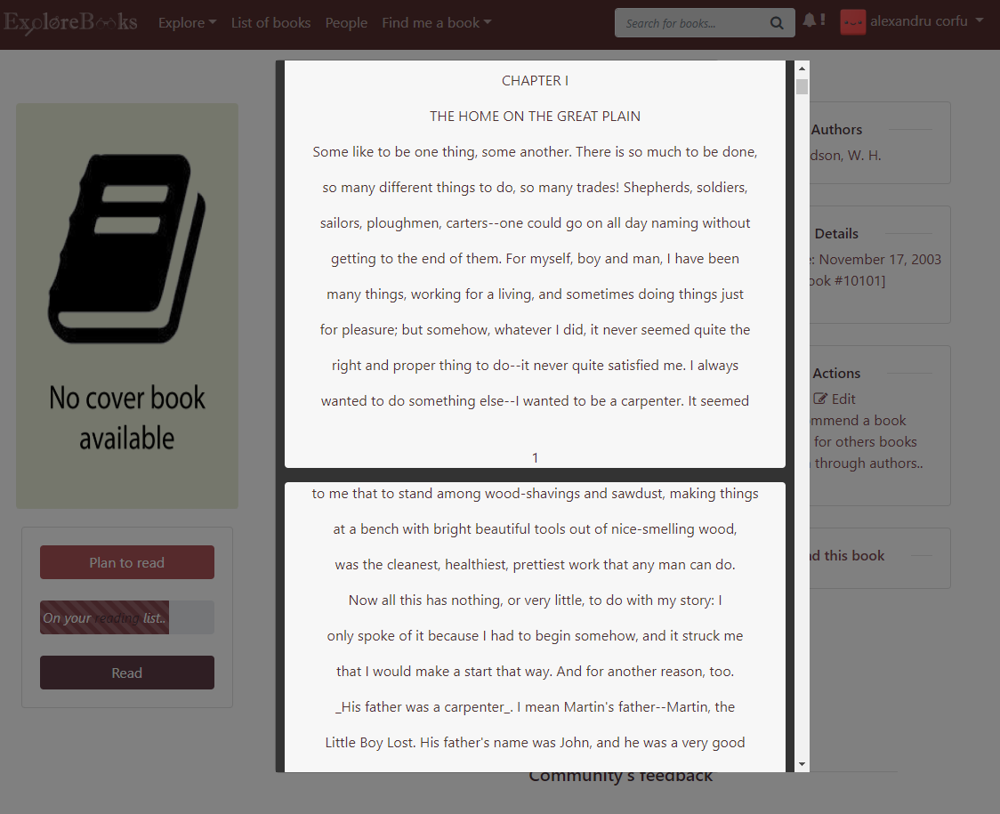 ExploreBooks
Explore
List of books
People
Find me a book
Search for books...
!
alexandru corfu
No cover book
available
Plan to read
On your reading list..
Read
CHAPTER I
THE HOME ON THE GREAT PLAIN
Some like to be one thing, some another. There is so much to be done,
so many different things to do, so many trades! Shepherds, soldiers,
sailors, ploughmen, carters--one could go on all day naming without
getting to the end of them. For myself, boy and man, I have been
many things, working for a living, and sometimes doing things just
for pleasure; but somehow, whatever I did, it never seemed quite the
right and proper thing to do--it never quite satisfied me. I always
wanted to do something else--I wanted to be a carpenter. It seemed
1
to me that to stand among wood-shavings and sawdust, making things
at a bench with bright beautiful tools out of nice-smelling wood,
was the cleanest, healthiest, prettiest work that any man can do.
Now all this has nothing, or very little, to do with my story: I
only spoke of it because I had to begin somehow, and it struck me
that I would make a start that way. And for another reason, too.
_His father was a carpenter_. I mean Martin's father--Martin, the
Little Boy Lost. His father's name was John, and he was a very good
Authors
dson, W. H.
Details
: November 17, 2003
ook #10101]
Actions
Edit
mmend a book
for others books
through authors..
d this book
Community's feedback